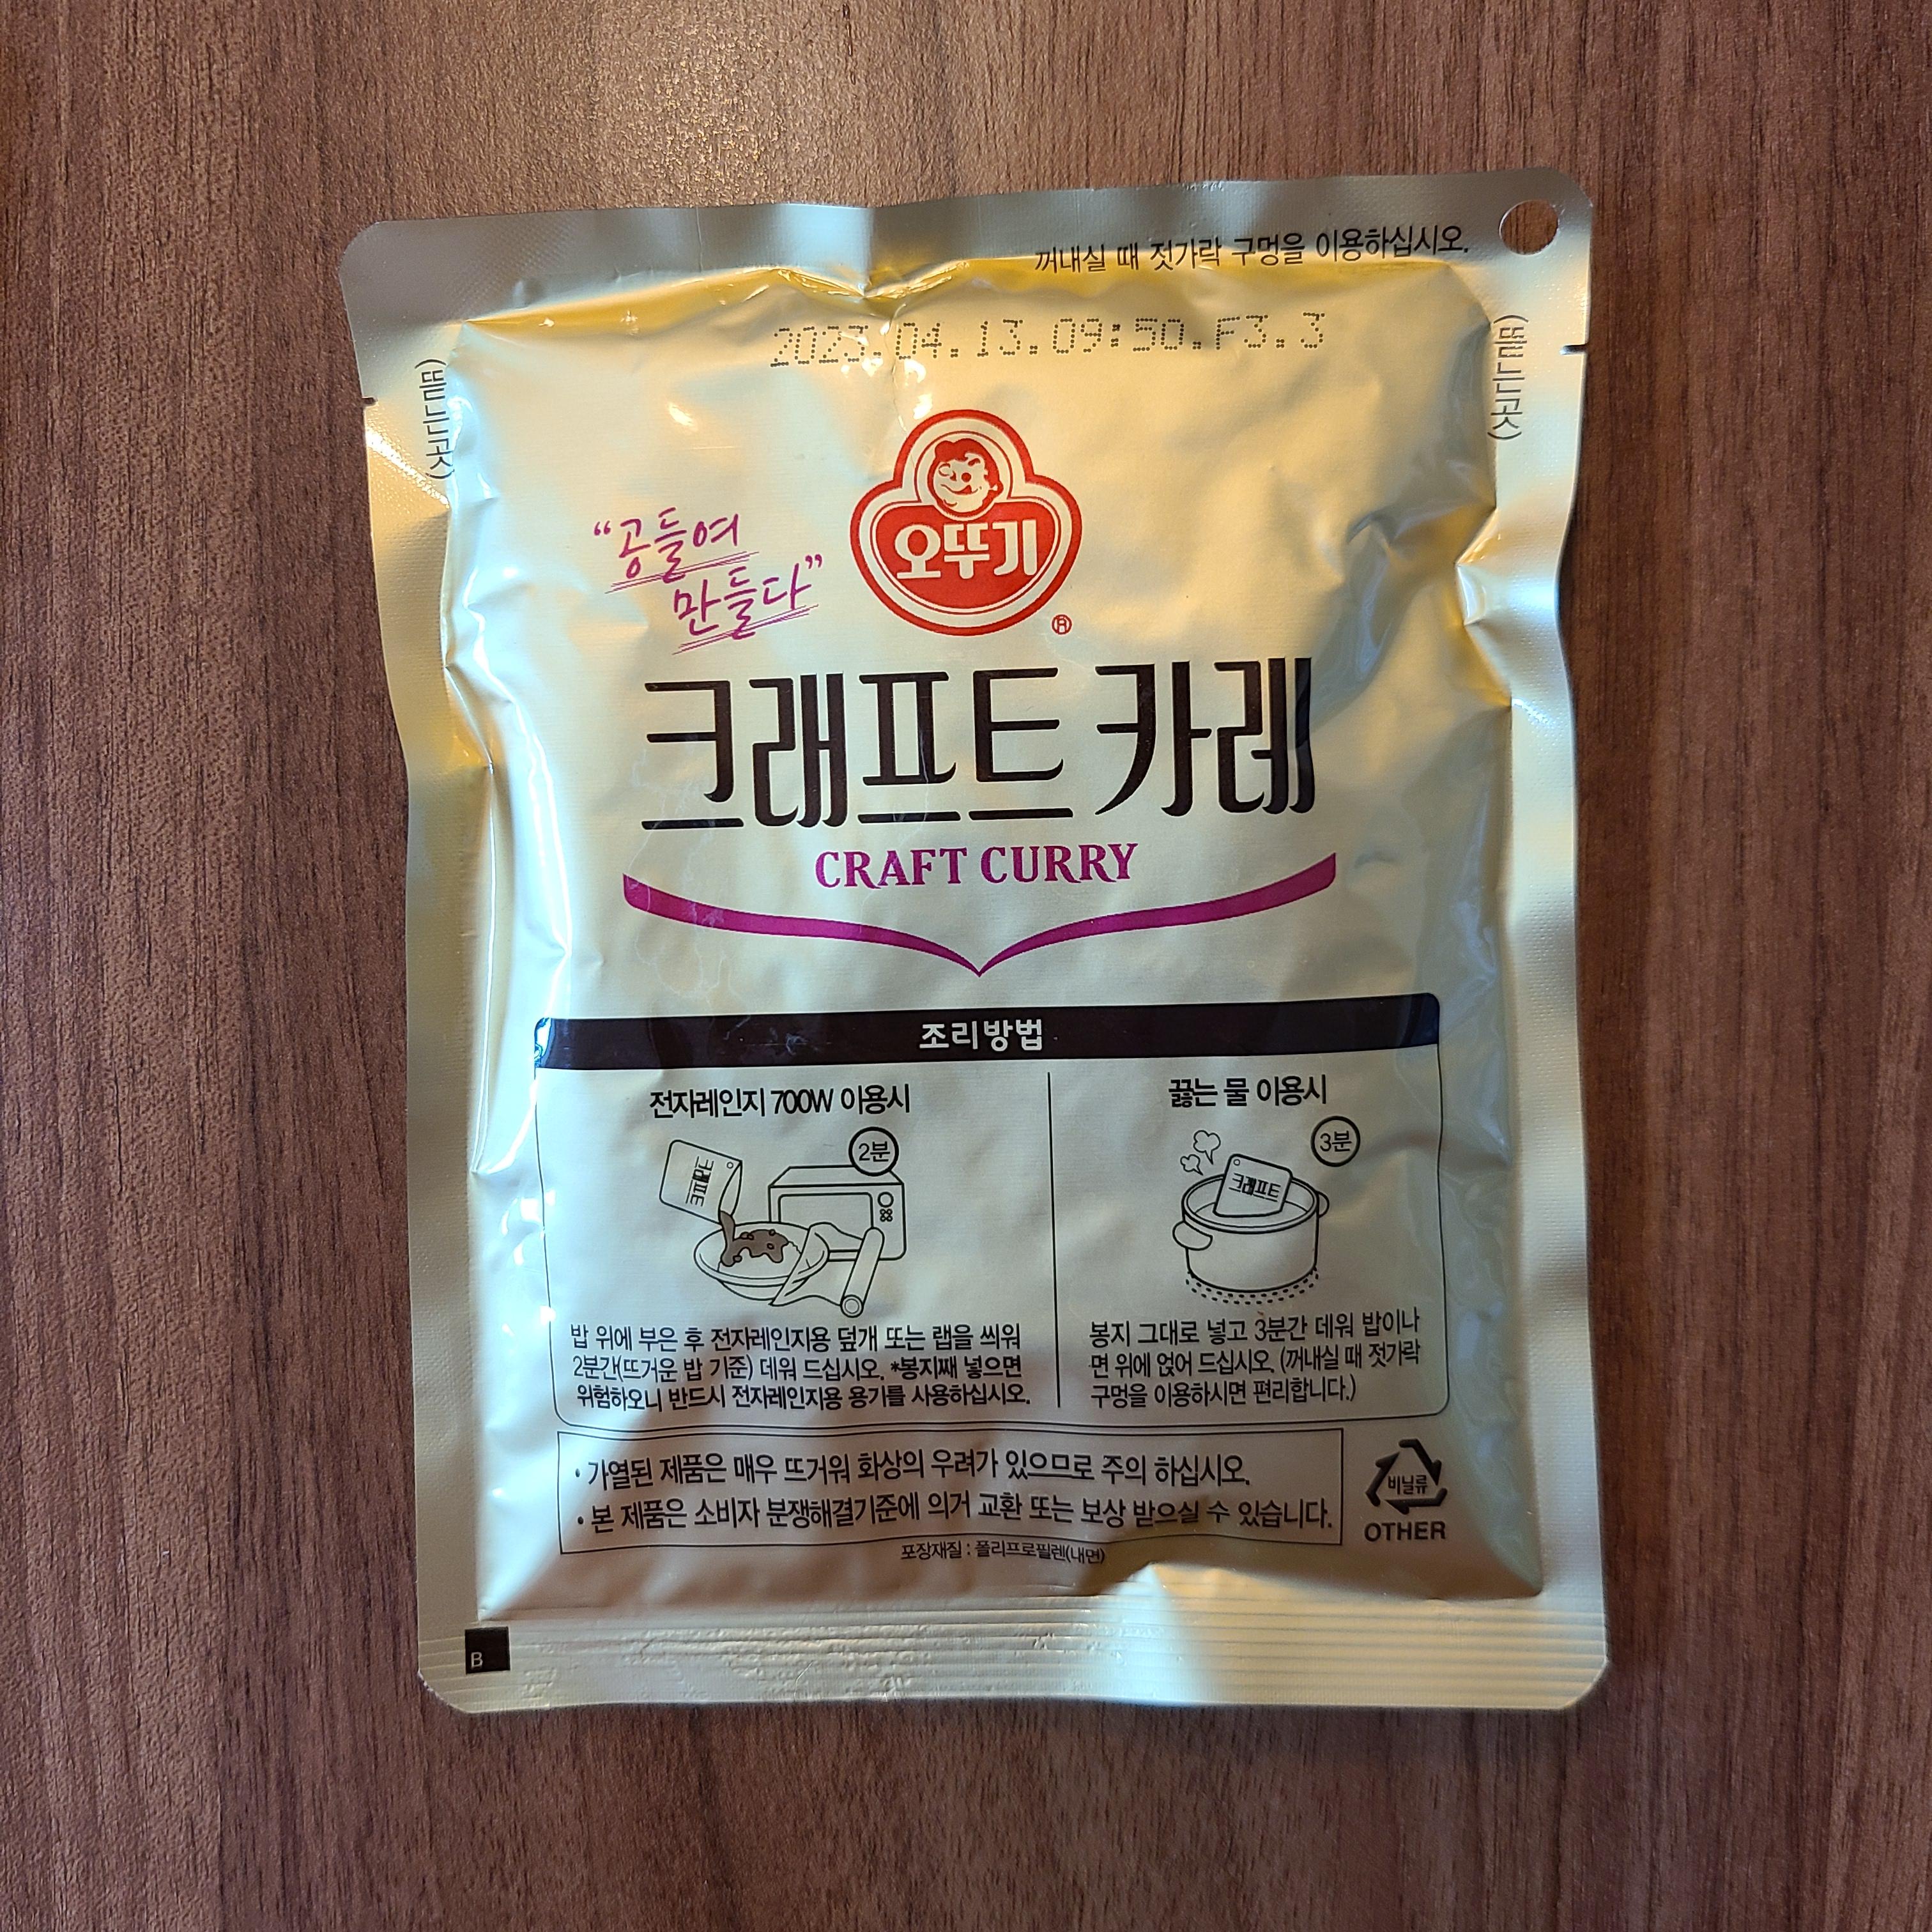 꺼내실 때 젓가락 구멍을 이용하십시오.
2023.04.13.09:50.F3.3
(뜯는곳)
(뜯는곳)
오뚜기
®
“공들여
만들다”
크래프트 카레
CRAFT CURRY
조리방법
전자레인지 700W 이용시
2분
크래프트
밥 위에 부은 후 전자레인지용 덮개 또는 랩을 씌워
2분간(뜨거운 밥 기준) 데워 드십시오. *봉지째 넣으면
위험하오니 반드시 전자레인지용 용기를 사용하십시오.
끓는 물 이용시
3분
크래프트
봉지 그대로 넣고 3분간 데워 밥이나
면 위에 얹어 드십시오. (꺼내실 때 젓가락
구멍을 이용하시면 편리합니다.)
• 가열된 제품은 매우 뜨거워 화상의 우려가 있으므로 주의 하십시오.
• 본 제품은 소비자 분쟁해결기준에 의거 교환 또는 보상 받으실 수 있습니다.
비닐류
OTHER
포장재질 : 폴리프로필렌(내면)
B